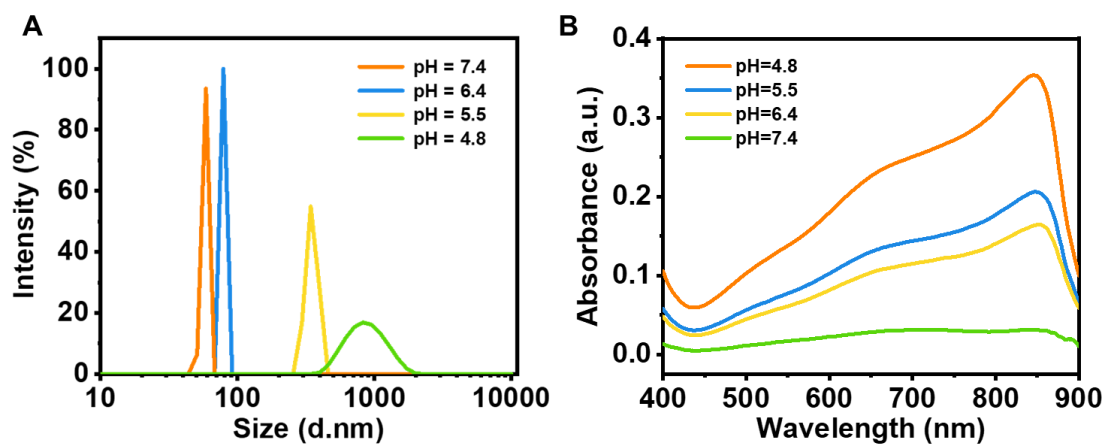 A
Intensity (%)
100
80
60
40
20
0
pH = 7.4
pH = 6.4
pH = 5.5
pH = 4.8
10
100
1000
10000
Size (d.nm)
B
Absorbance (a.u.)
0.4
0.3
0.2
0.1
0.0
pH=4.8
pH=5.5
pH=6.4
pH=7.4
400
500
600
700
800
900
Wavelength (nm)